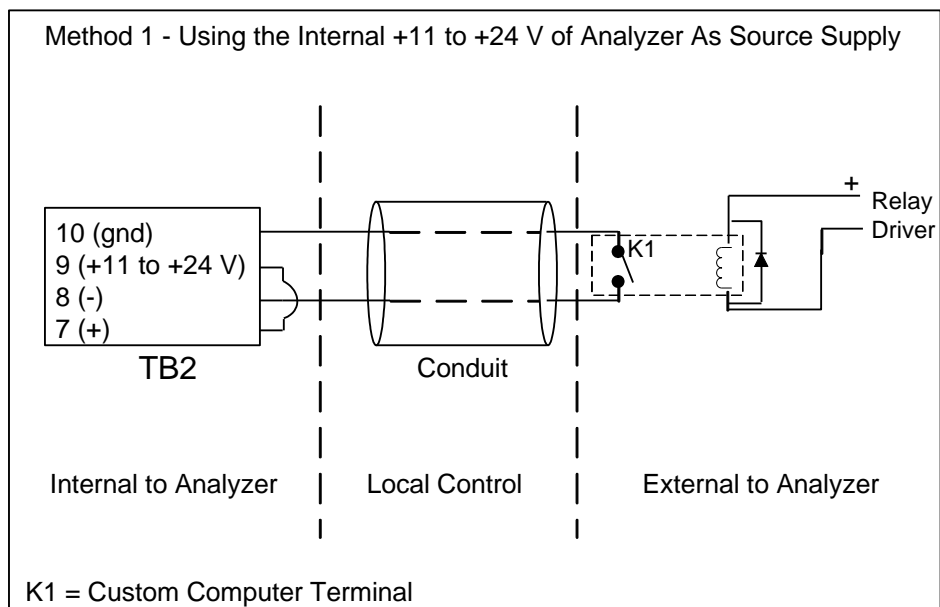 Method 1 - Using the Internal +11 to +24 V of Analyzer As Source Supply
+
Relay
Driver
10 (gnd)
9 (+11 to +24 V)
8 (-)
7 (+)
K1
TB2
Conduit
Internal to Analyzer
Local Control
External to Analyzer
K1 = Custom Computer Terminal